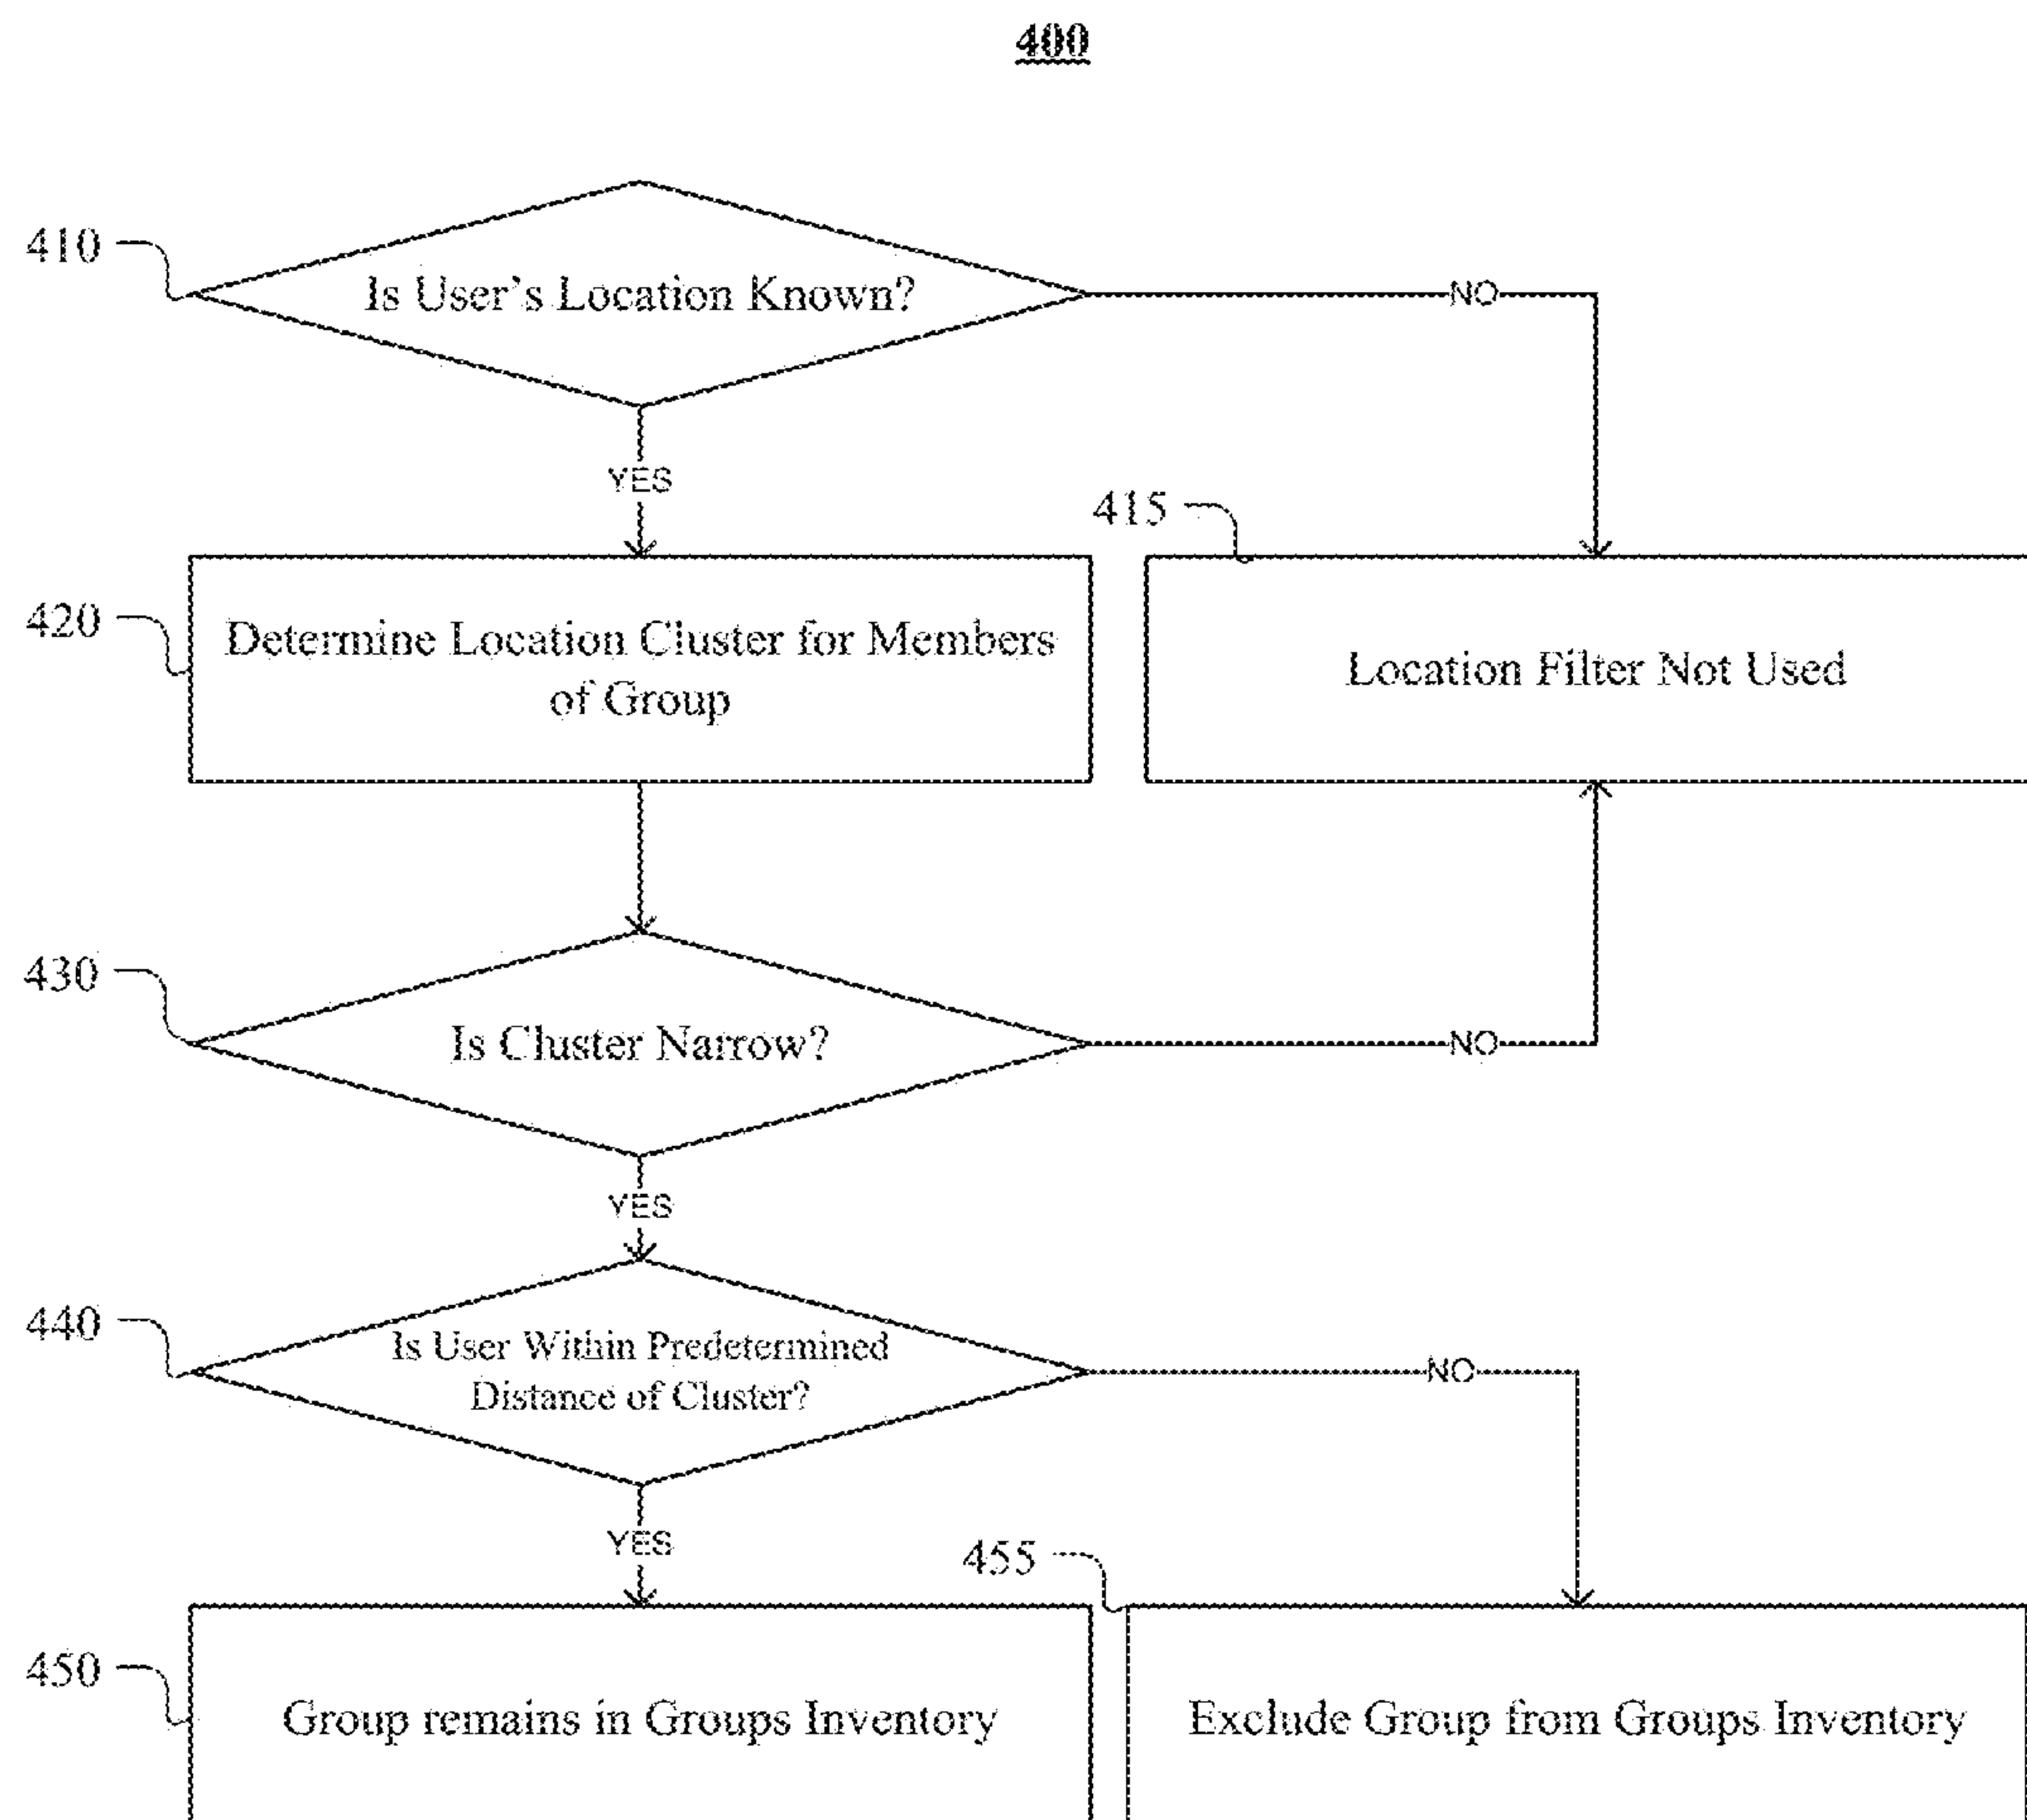 400
410
Is User's Location Known?
NO
YES
415
420
Determine Location Cluster for Members
of Group
Location Filter Not Used
430
Is Cluster Narrow?
NO
YES
440
Is User Within Predetermined
Distance of Cluster?
NO
YES
455
450
Group remains in Groups Inventory
Exclude Group from Groups Inventory